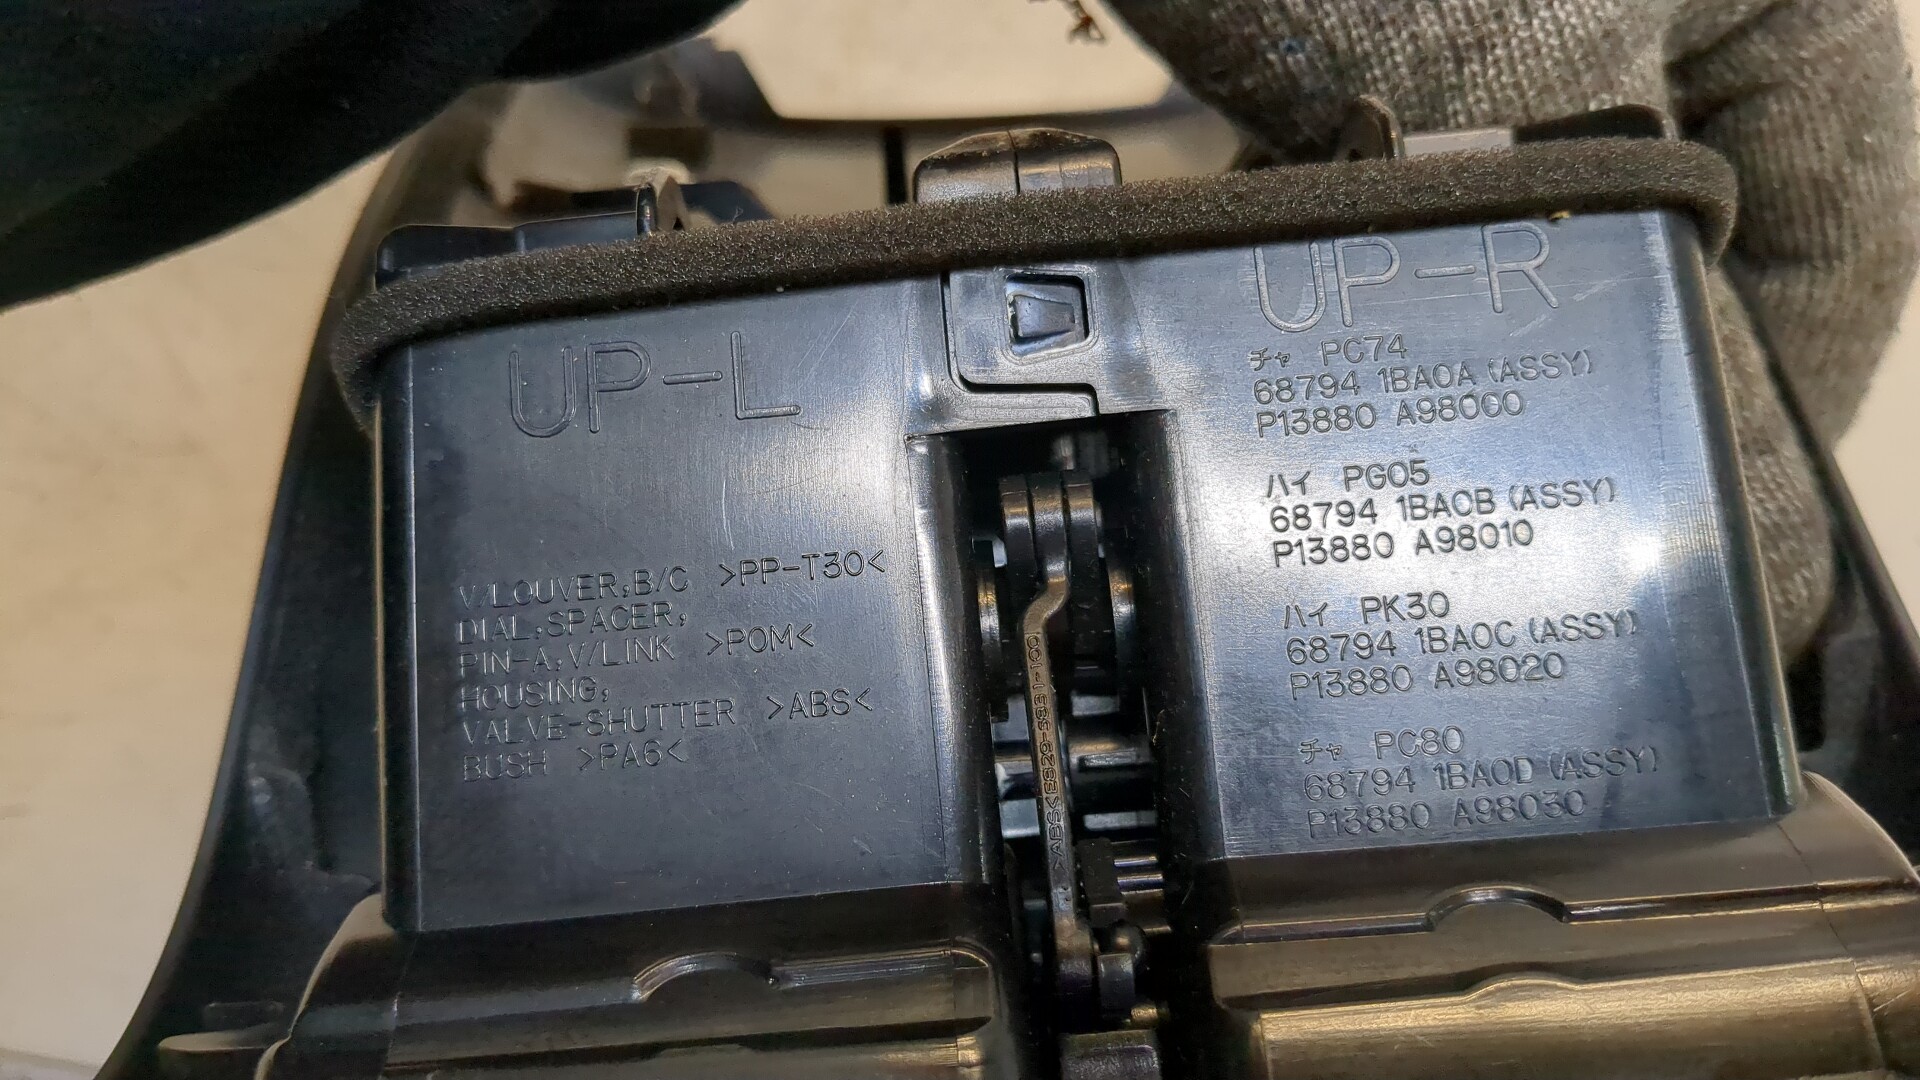 UP-L
V/LOUVER,B/C >PP-T30<
DIAL,SPACER,
PIN-A,V/LINK >POM<
HOUSING,
VALVE-SHUTTER >ABS<
BUSH >PA6<
UP-R
チャ PC74
68794 1BA0A (ASSY)
P13880 A98000
ハイ PG05
68794 1BA0B (ASSY)
P13880 A98010
ハイ PK30
68794 1BA0C (ASSY)
P13880 A98020
チャ PC80
68794 1BA0D (ASSY)
P13880 A98030
>ABS<